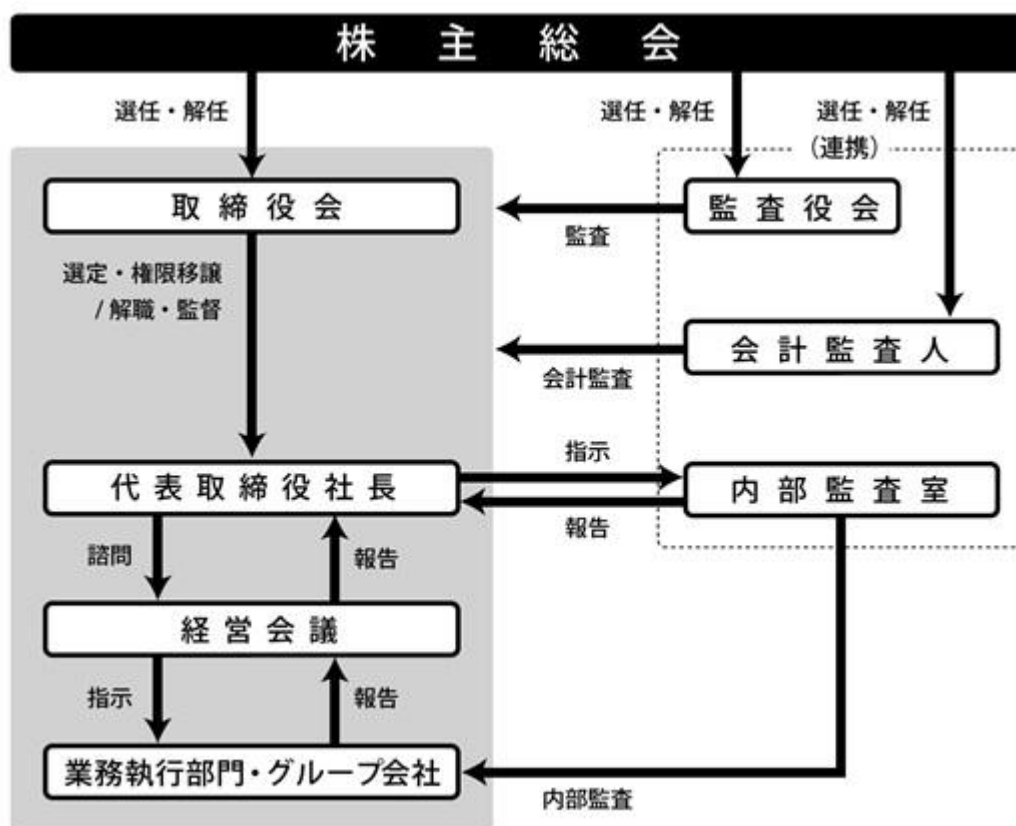 株主総会
選任・解任
選任・解任
選任・解任
(連携)
取締役会
監査役会
監査
選定・権限移譲
/ 解職・監督
会計監査人
会計監査
指示
代表取締役社長
内部監査室
報告
諮問
報告
経営会議
指示
報告
業務執行部門・グループ会社
内部監査